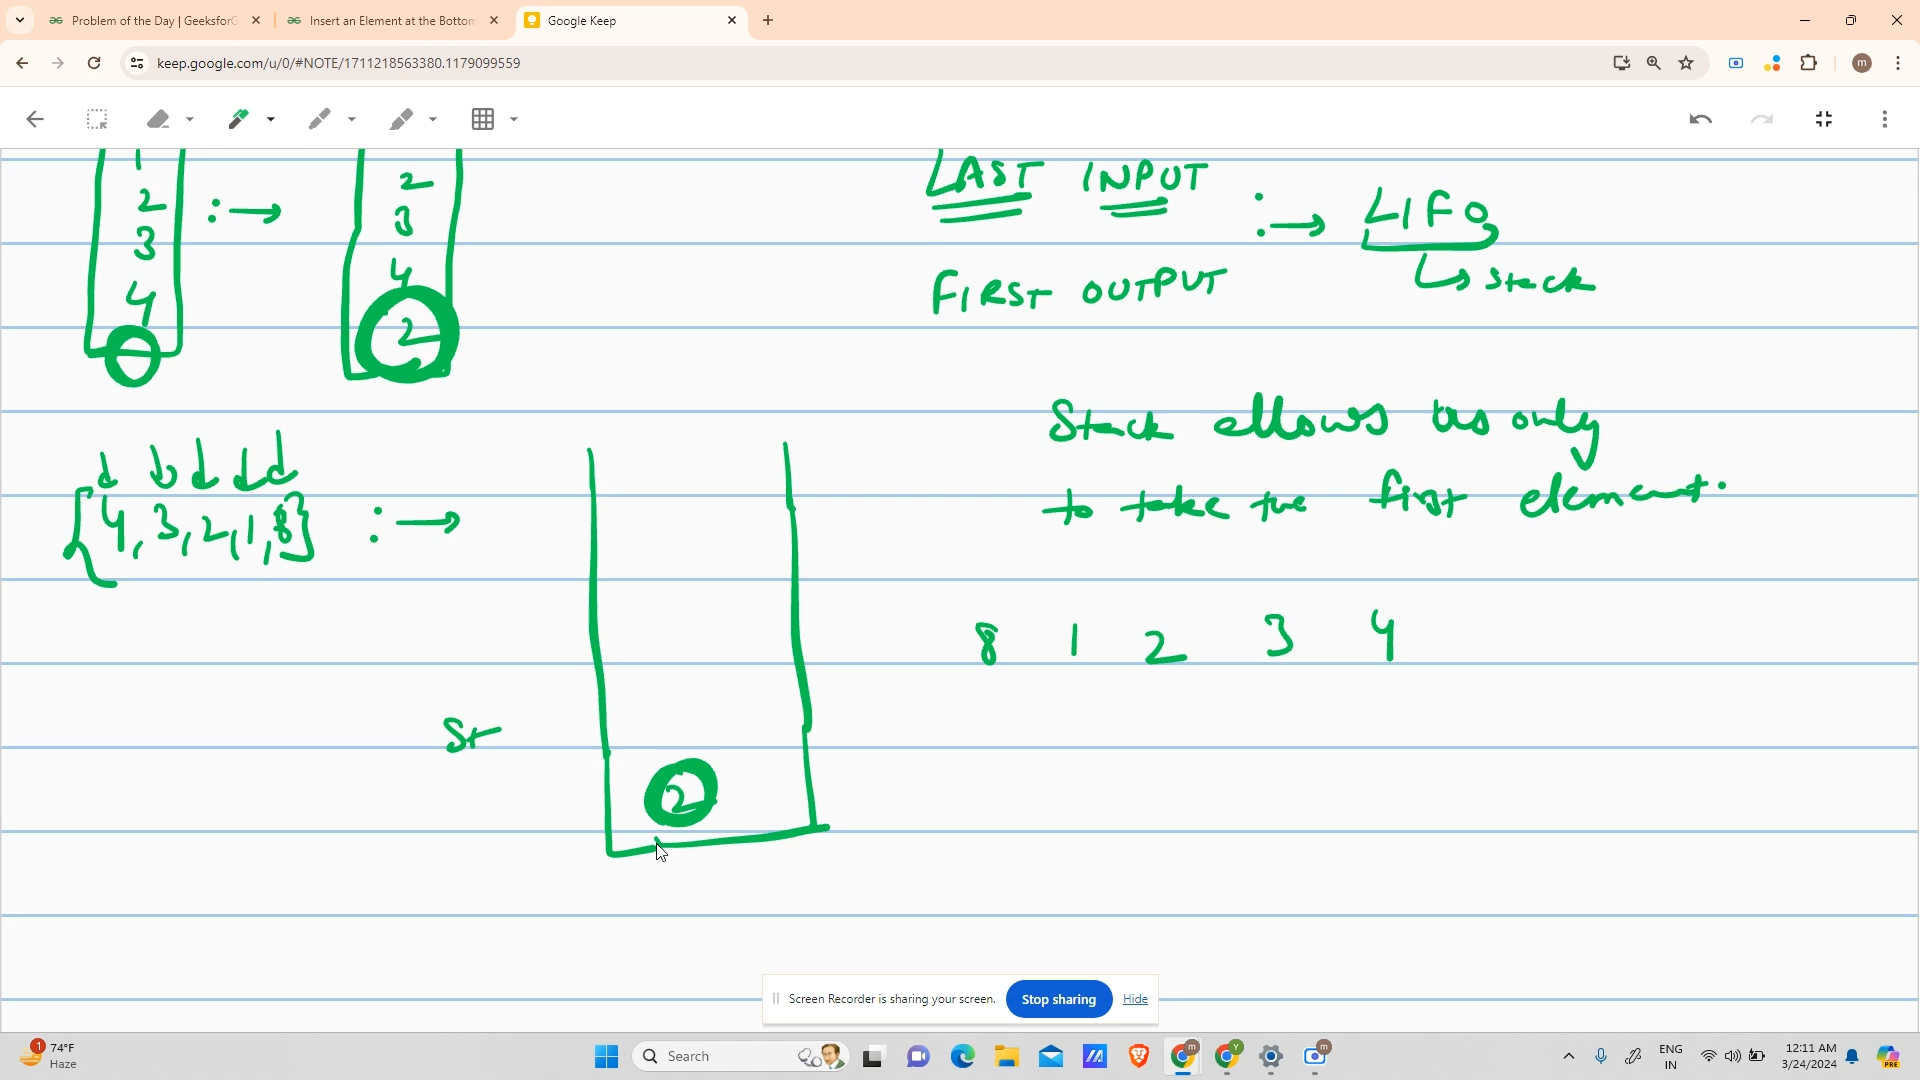 Problem of the Day | GeeksforG
Insert an Element at the Bottom
Google Keep
keep.google.com/u/0/#NOTE/1711218563380.1179099559
m
1
2
3
4
2
3
4
2
LAST INPUT
FIRST OUTPUT
LIFO
stack
Stack allows us only
to take the first element.
{4,3,2,1,8}
8 1 2 3 4
St
2
Screen Recorder is sharing your screen.
Stop sharing
Hide
1
74°F
Haze
Search
m
Y
m
ENG
IN
12:11 AM
3/24/2024
PRE